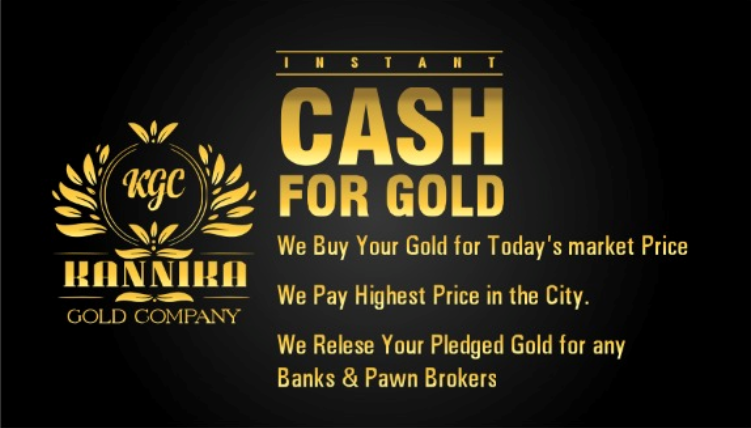 INSTANT
CASH
FOR GOLD
KGC
KANNIKA
GOLD COMPANY
We Buy Your Gold for Today's market Price
We Pay Highest Price in the City.
We Relese Your Pledged Gold for any
Banks & Pawn Brokers